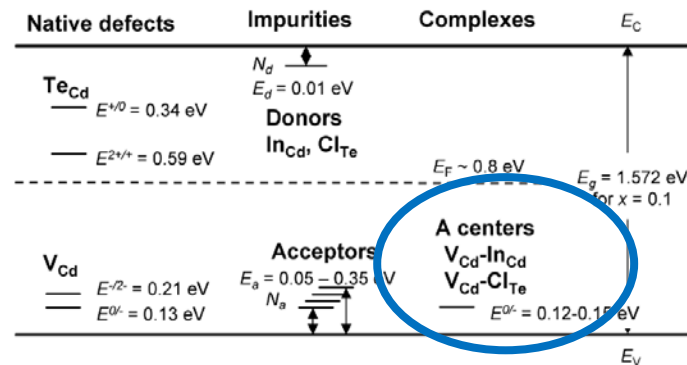 Native defects
Impurities
Complexes
E_C
N_d
E_d = 0.01 eV
Te_Cd
E^+/0 = 0.34 eV
E^2+/+ = 0.59 eV
Donors
In_Cd, Cl_Te
E_F ~ 0.8 eV
E_g = 1.572 eV
for x = 0.1
V_Cd
E^-/2- = 0.21 eV
E^0/- = 0.13 eV
Acceptors
E_a = 0.05 – 0.35 eV
N_a
A centers
V_Cd-In_Cd
V_Cd-Cl_Te
E^0/- = 0.12-0.15 eV
E_V